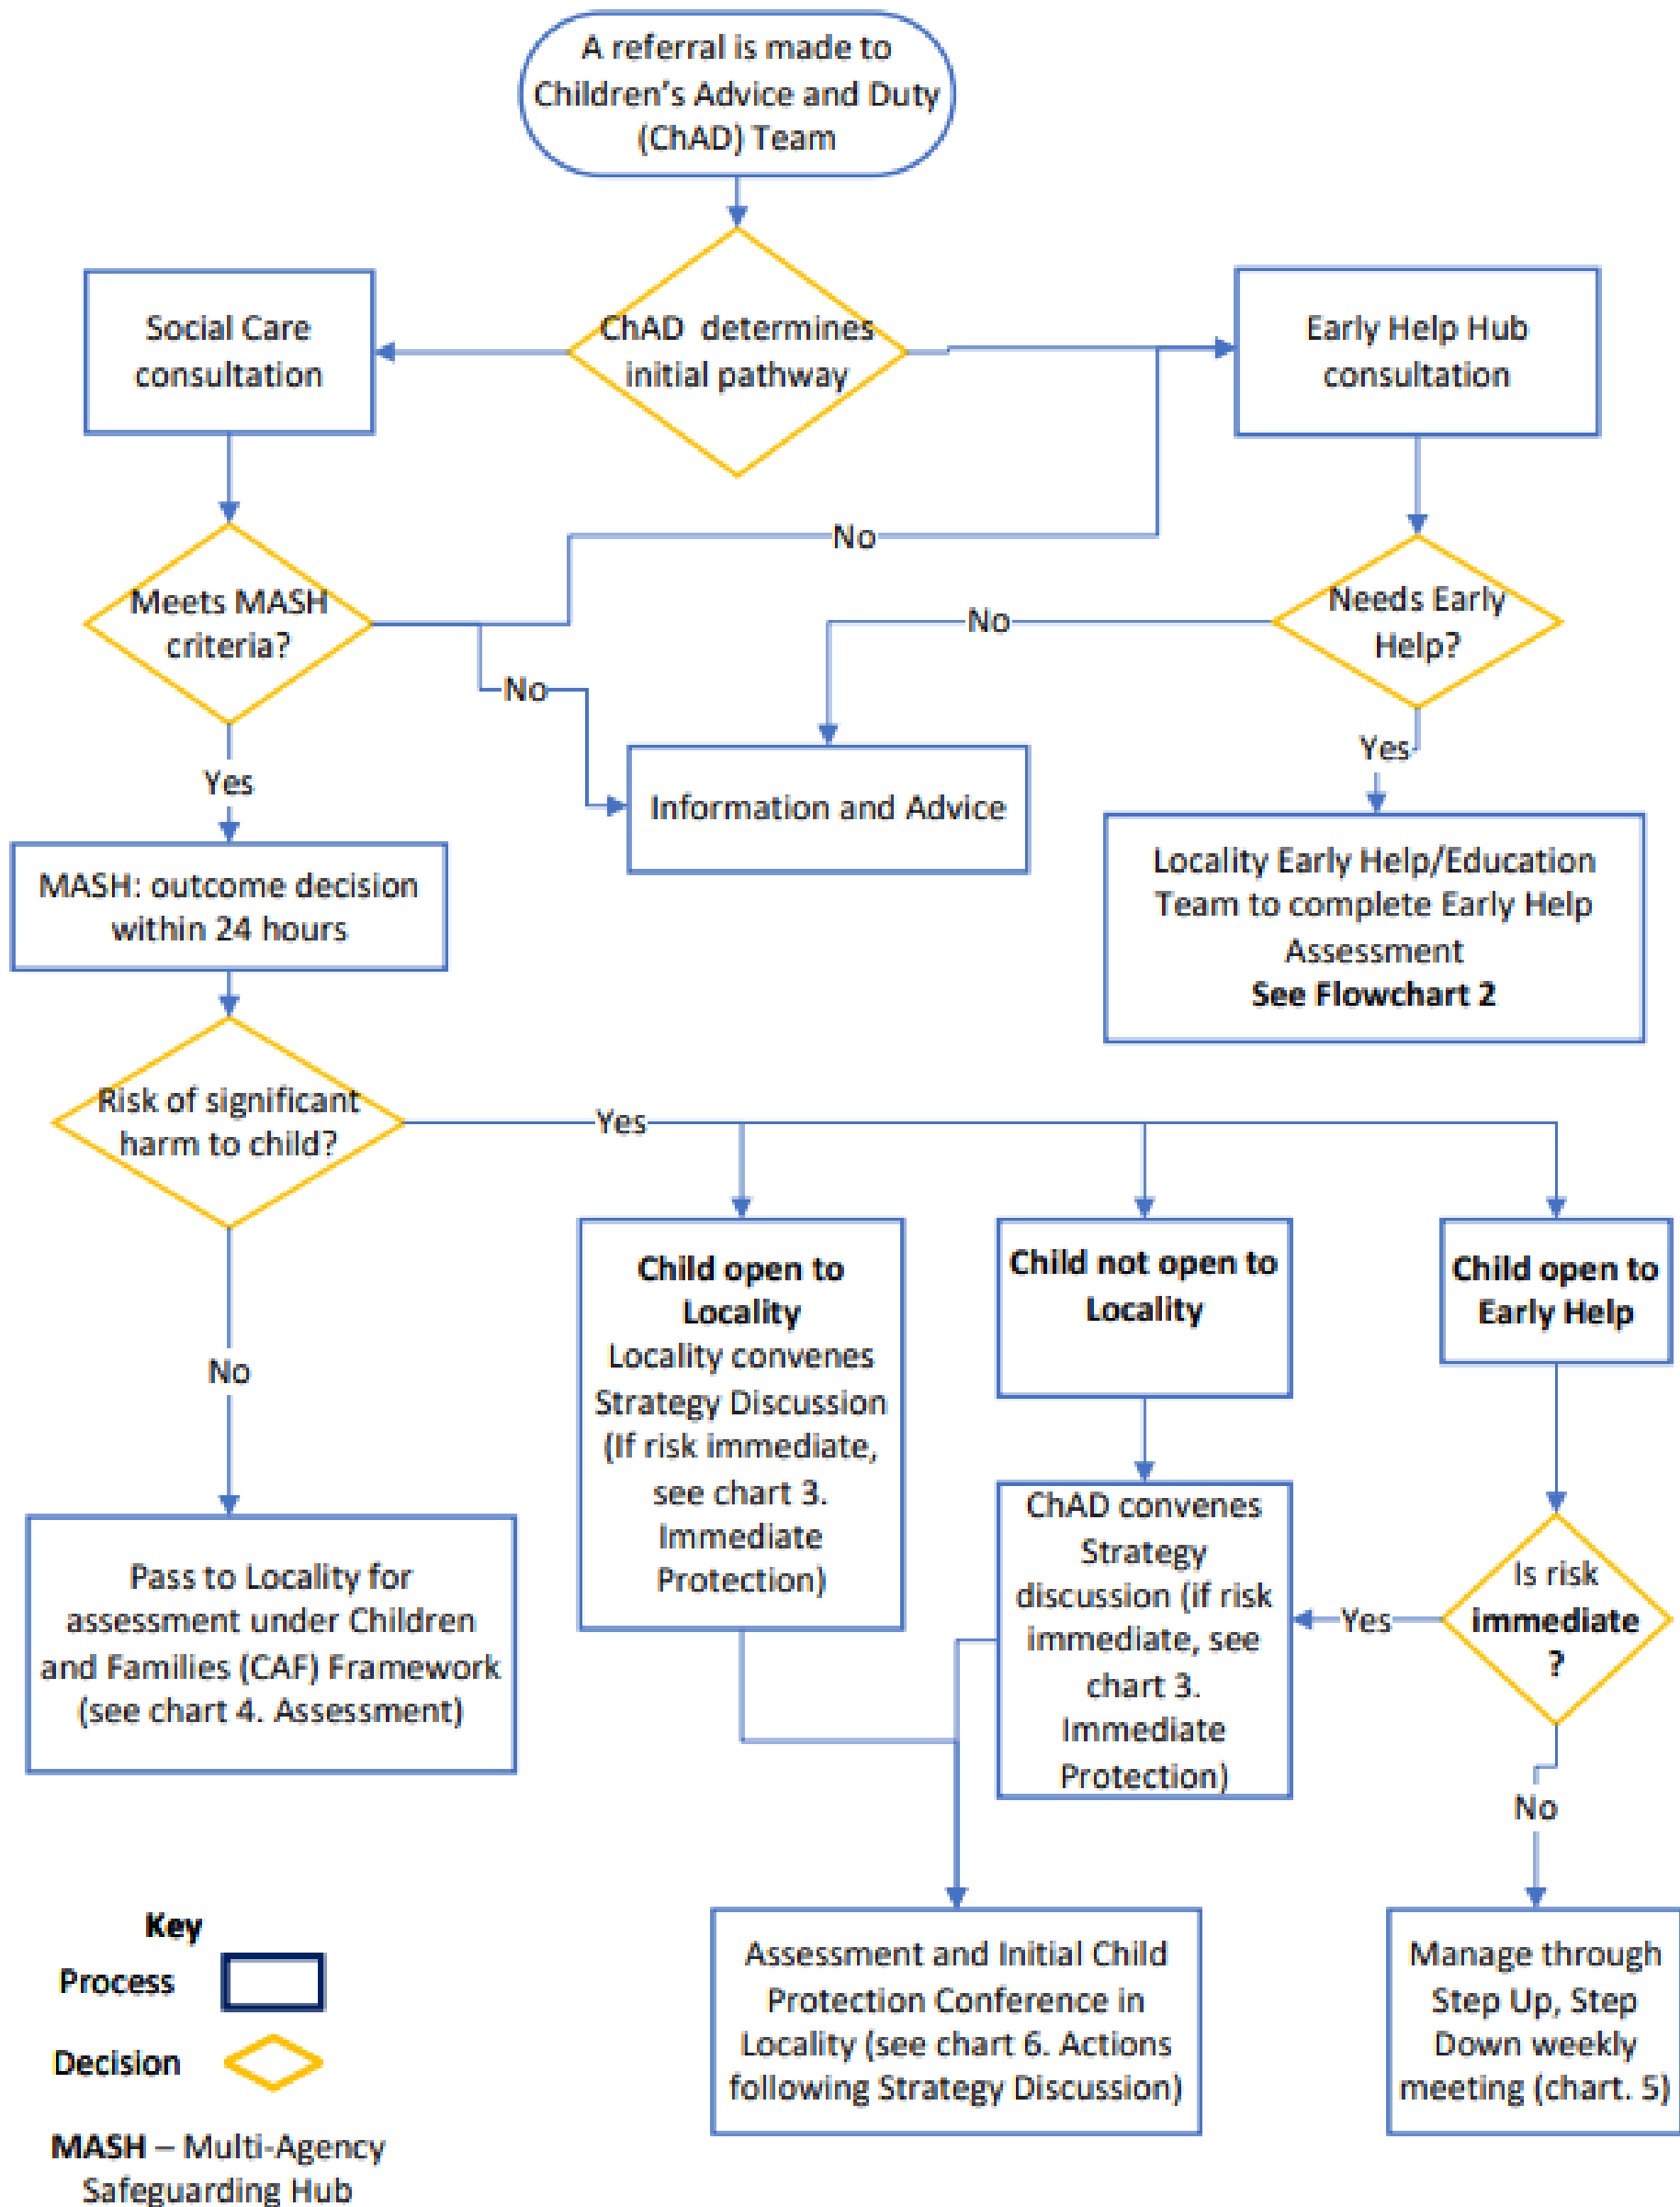 A referral is made to
Children's Advice and Duty
(ChAD) Team
Social Care
consultation
ChAD determines
initial pathway
Early Help Hub
consultation
No
Meets MASH
criteria?
No
Needs Early
Help?
No
Yes
Yes
Information and Advice
MASH: outcome decision
within 24 hours
Locality Early Help/Education
Team to complete Early Help
Assessment
See Flowchart 2
Risk of significant
harm to child?
Yes
No
Child open to
Locality
Locality convenes
Strategy Discussion
(If risk immediate,
see chart 3.
Immediate
Protection)
Child not open to
Locality
Child open to
Early Help
ChAD convenes
Strategy
discussion (if risk
immediate, see
chart 3.
Immediate
Protection)
Yes
Is risk
immediate
?
No
Pass to Locality for
assessment under Children
and Families (CAF) Framework
(see chart 4. Assessment)
Assessment and Initial Child
Protection Conference in
Locality (see chart 6. Actions
following Strategy Discussion)
Manage through
Step Up, Step
Down weekly
meeting (chart. 5)
Key
Process
Decision
MASH – Multi-Agency
Safeguarding Hub